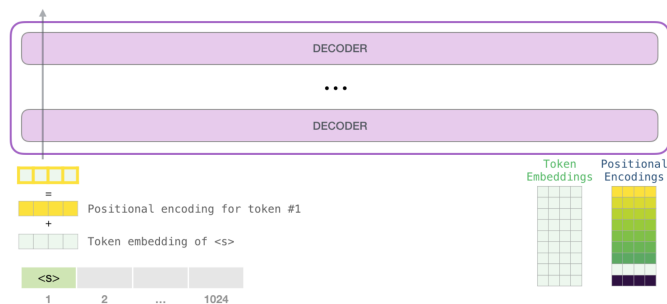 DECODER
...
DECODER
Token Embeddings
Positional Encodings
=
Positional encoding for token #1
+
Token embedding of <s>
<s>
1 2 ... 1024